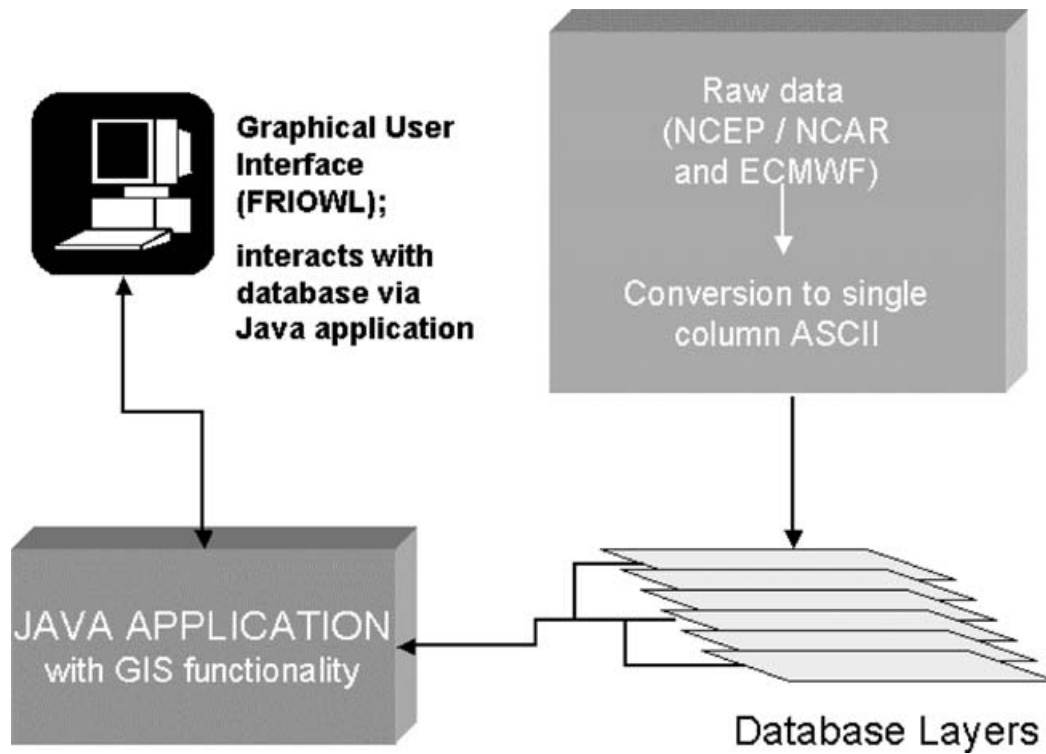 Graphical User
Interface
(FRIOWL);
interacts with
database via
Java application
Raw data
(NCEP / NCAR
and ECMWF)
Conversion to single
column ASCII
JAVA APPLICATION
with GIS functionality
Database Layers